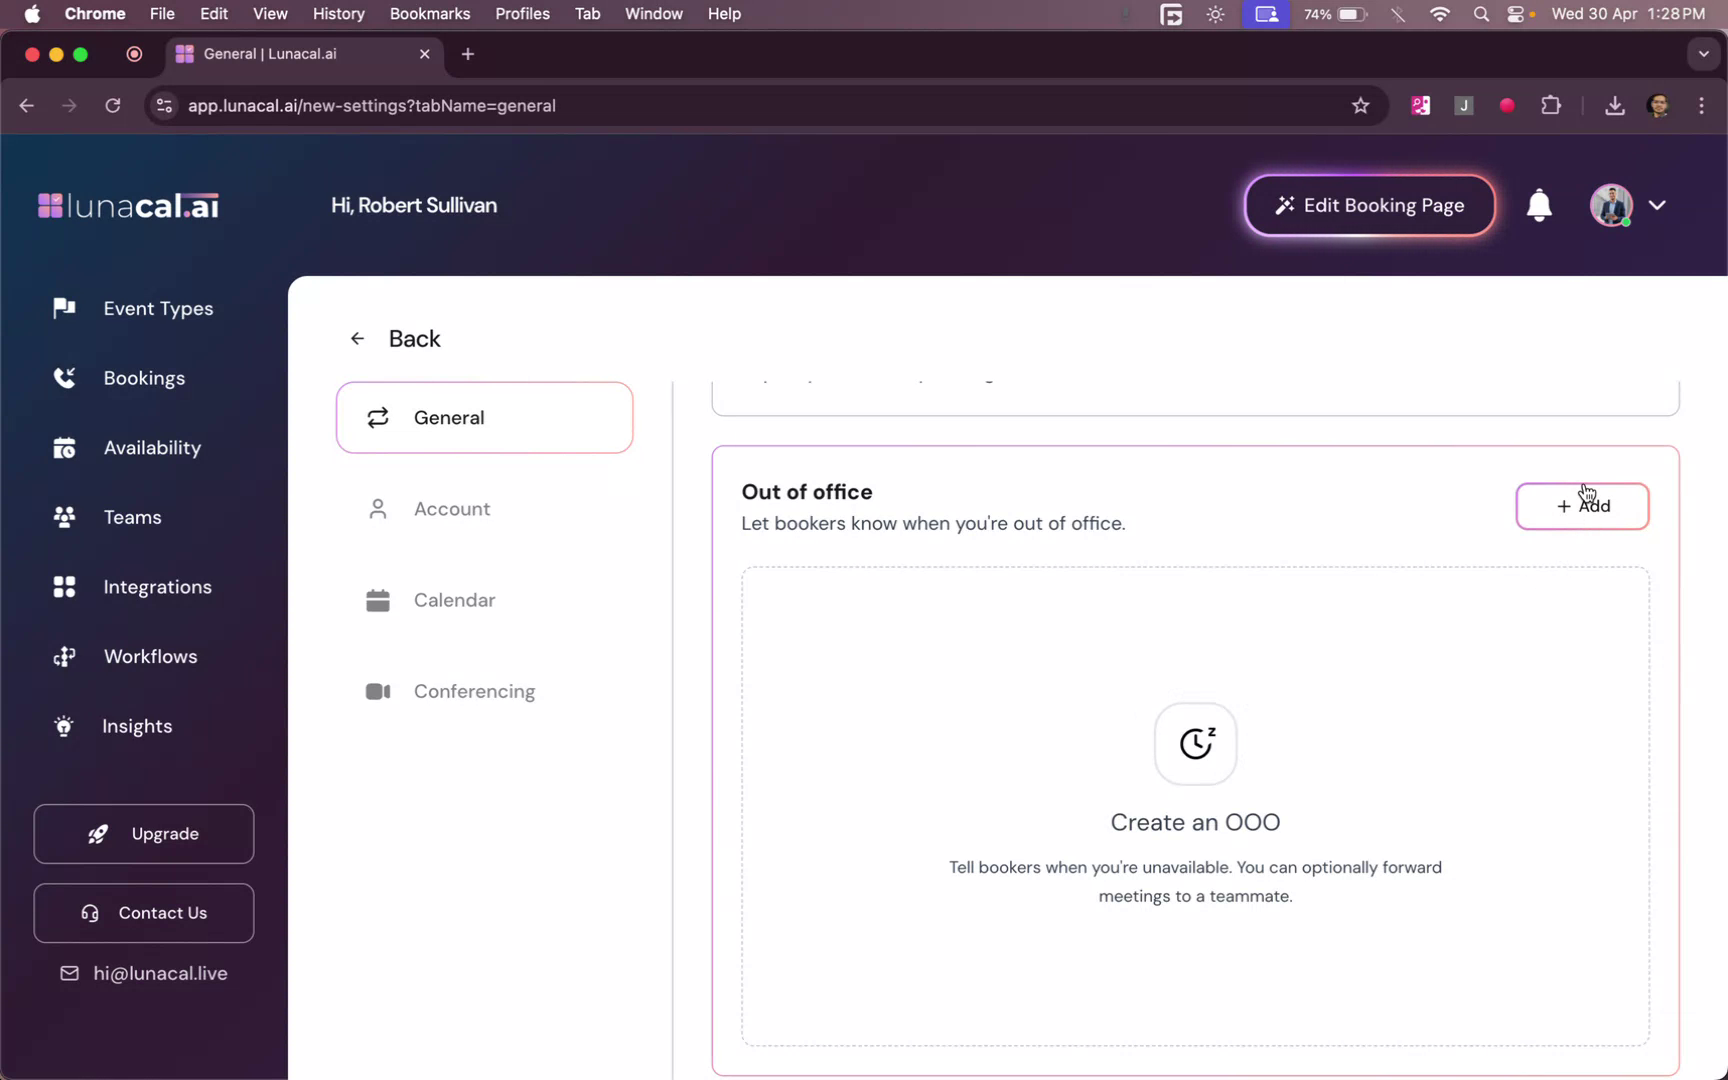 Chrome File Edit View History Bookmarks Profiles Tab Window Help 74% Wed 30 Apr 1:28 PM
General | Lunacal.ai
app.lunacal.ai/new-settings?tabName=general
J
lunacal.ai
Hi, Robert Sullivan
Edit Booking Page
Event Types
Bookings
Availability
Teams
Integrations
Workflows
Insights
Upgrade
Contact Us
hi@lunacal.live
Back
General
Account
Calendar
Conferencing
Out of office
Let bookers know when you're out of office.
+ Add
Create an OOO
Tell bookers when you're unavailable. You can optionally forward
meetings to a teammate.